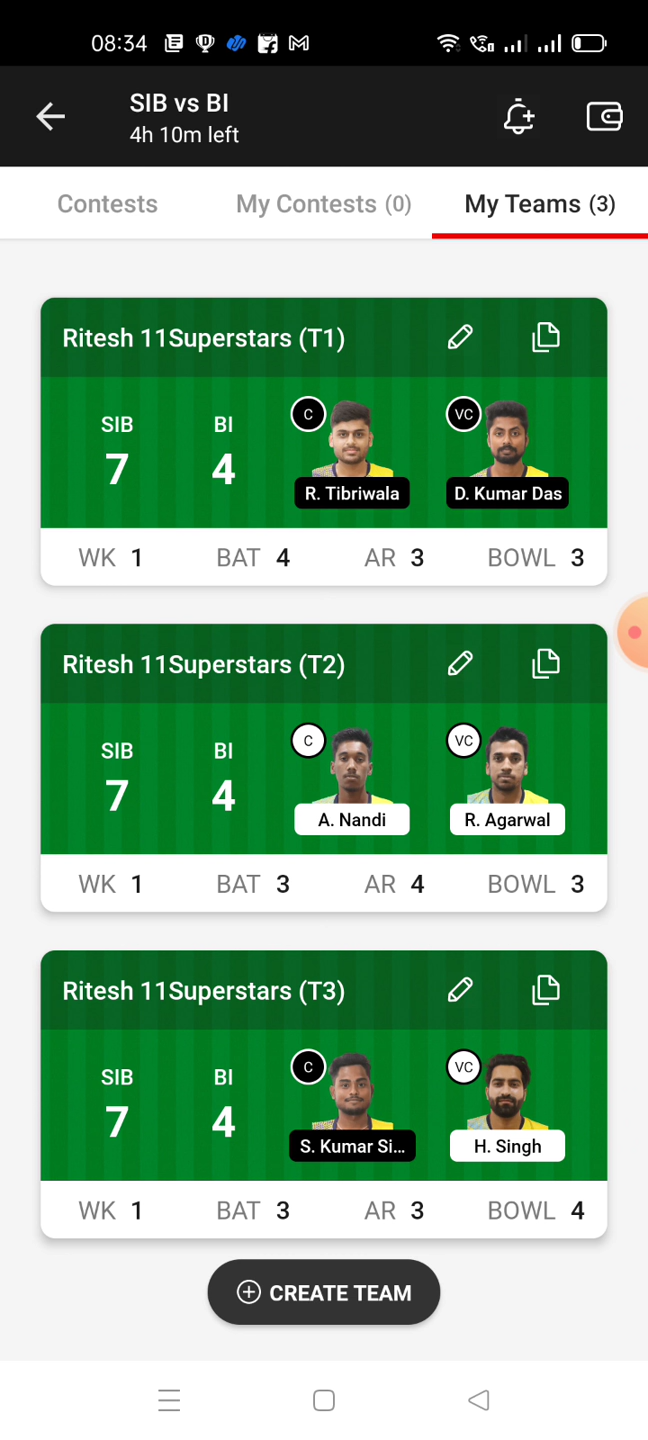 08:34
SIB vs BI
4h 10m left
Contests
My Contests (0)
My Teams (3)
Ritesh 11Superstars (T1)
SIB BI C VC
7 4
R. Tibriwala D. Kumar Das
WK 1 BAT 4 AR 3 BOWL 3
Ritesh 11Superstars (T2)
SIB BI C VC
7 4
A. Nandi R. Agarwal
WK 1 BAT 3 AR 4 BOWL 3
Ritesh 11Superstars (T3)
SIB BI C VC
7 4
S. Kumar Si... H. Singh
WK 1 BAT 3 AR 3 BOWL 4
CREATE TEAM